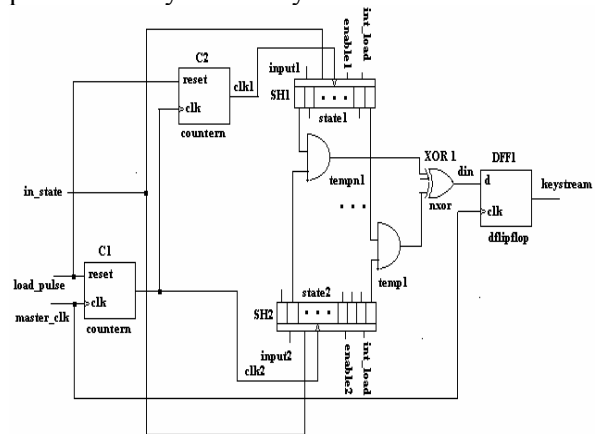 int_load
enable1
C2
input1
reset
clk1
SH1
clk
state1
countern
XOR 1
DFF1
din
d
keystream
tempn1
in_state
nxor
clk
C1
dflipflop
load_pulse
reset
state2
temp1
clk
master_clk
SH2
countern
input2
clk2
enable2
int_load